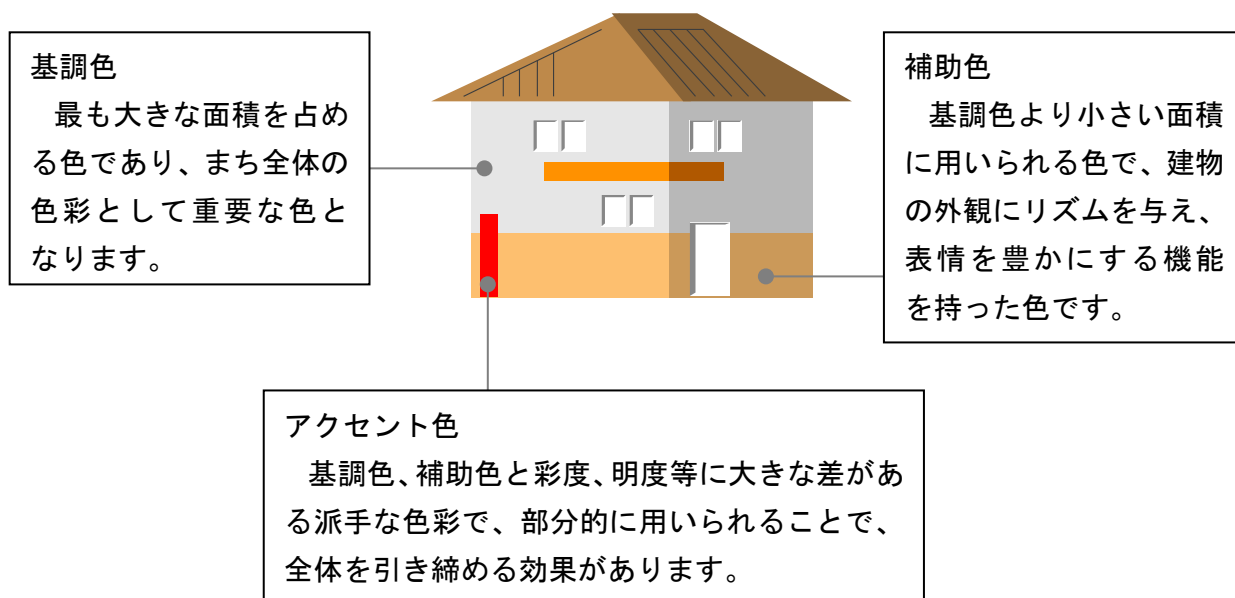 基調色
最も大きな面積を占め
る色であり、まち全体の
色彩として重要な色と
なります。
補助色
基調色より小さい面積
に用いられる色で、建物
の外観にリズムを与え、
表情を豊かにする機能
を持った色です。
アクセント色
基調色、補助色と彩度、明度等に大きな差があ
る派手な色彩で、部分的に用いられることで、
全体を引き締める効果があります。